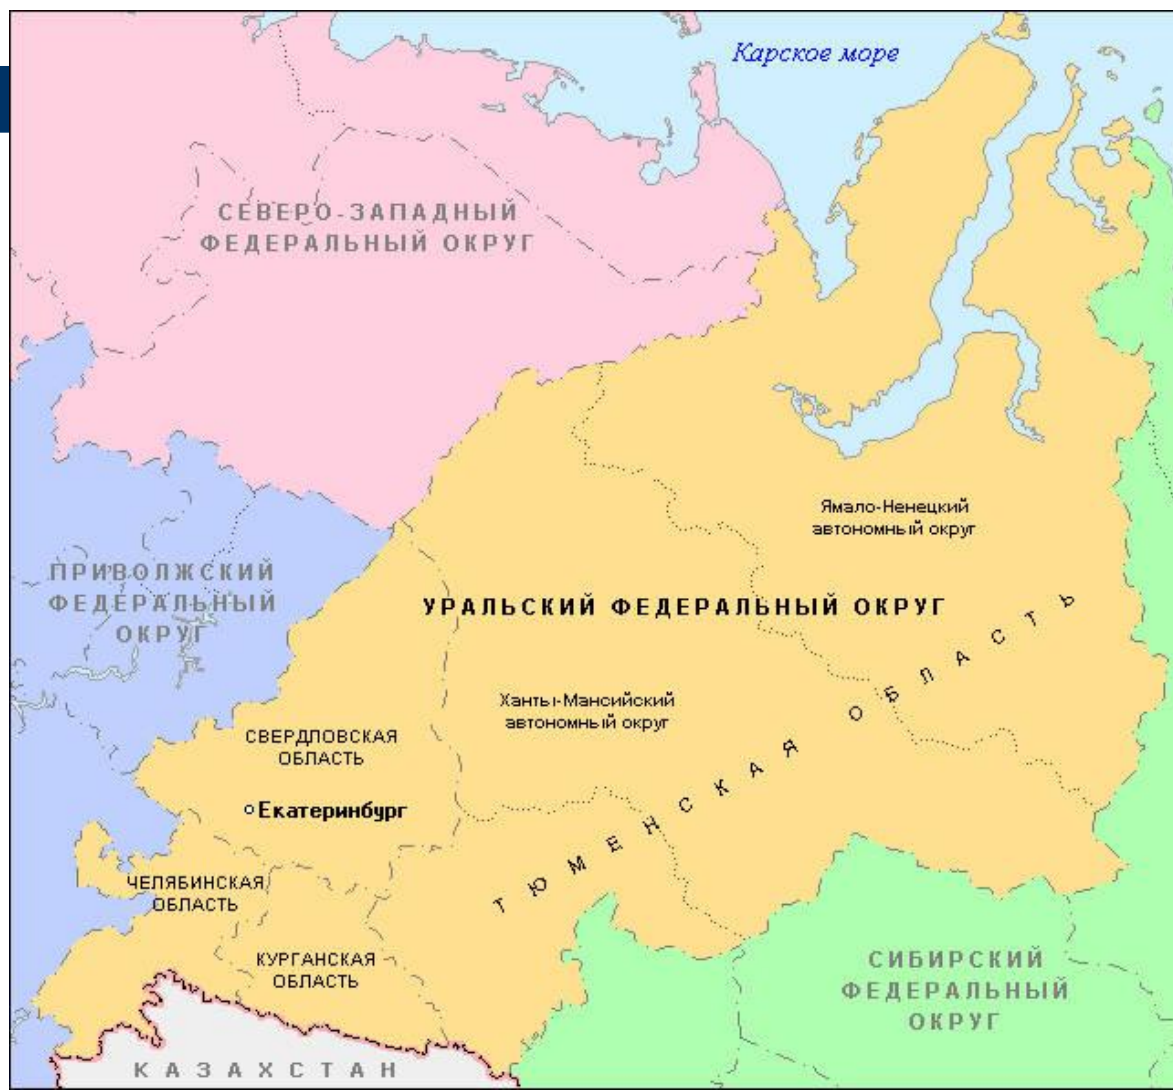 Карское море
СЕВЕРО-ЗАПАДНЫЙ
ФЕДЕРАЛЬНЫЙ ОКРУГ
Ямало-Ненецкий
автономный округ
ПРИВОЛЖСКИЙ
ФЕДЕРАЛЬНЫЙ
ОКРУГ
УРАЛЬСКИЙ ФЕДЕРАЛЬНЫЙ ОКРУГ
Ханты-Мансийский
автономный округ
ТЮМЕНСКАЯ ОБЛАСТЬ
СВЕРДЛОВСКАЯ
ОБЛАСТЬ
Екатеринбург
ЧЕЛЯБИНСКАЯ
ОБЛАСТЬ
КУРГАНСКАЯ
ОБЛАСТЬ
СИБИРСКИЙ
ФЕДЕРАЛЬНЫЙ
ОКРУГ
КАЗАХСТАН